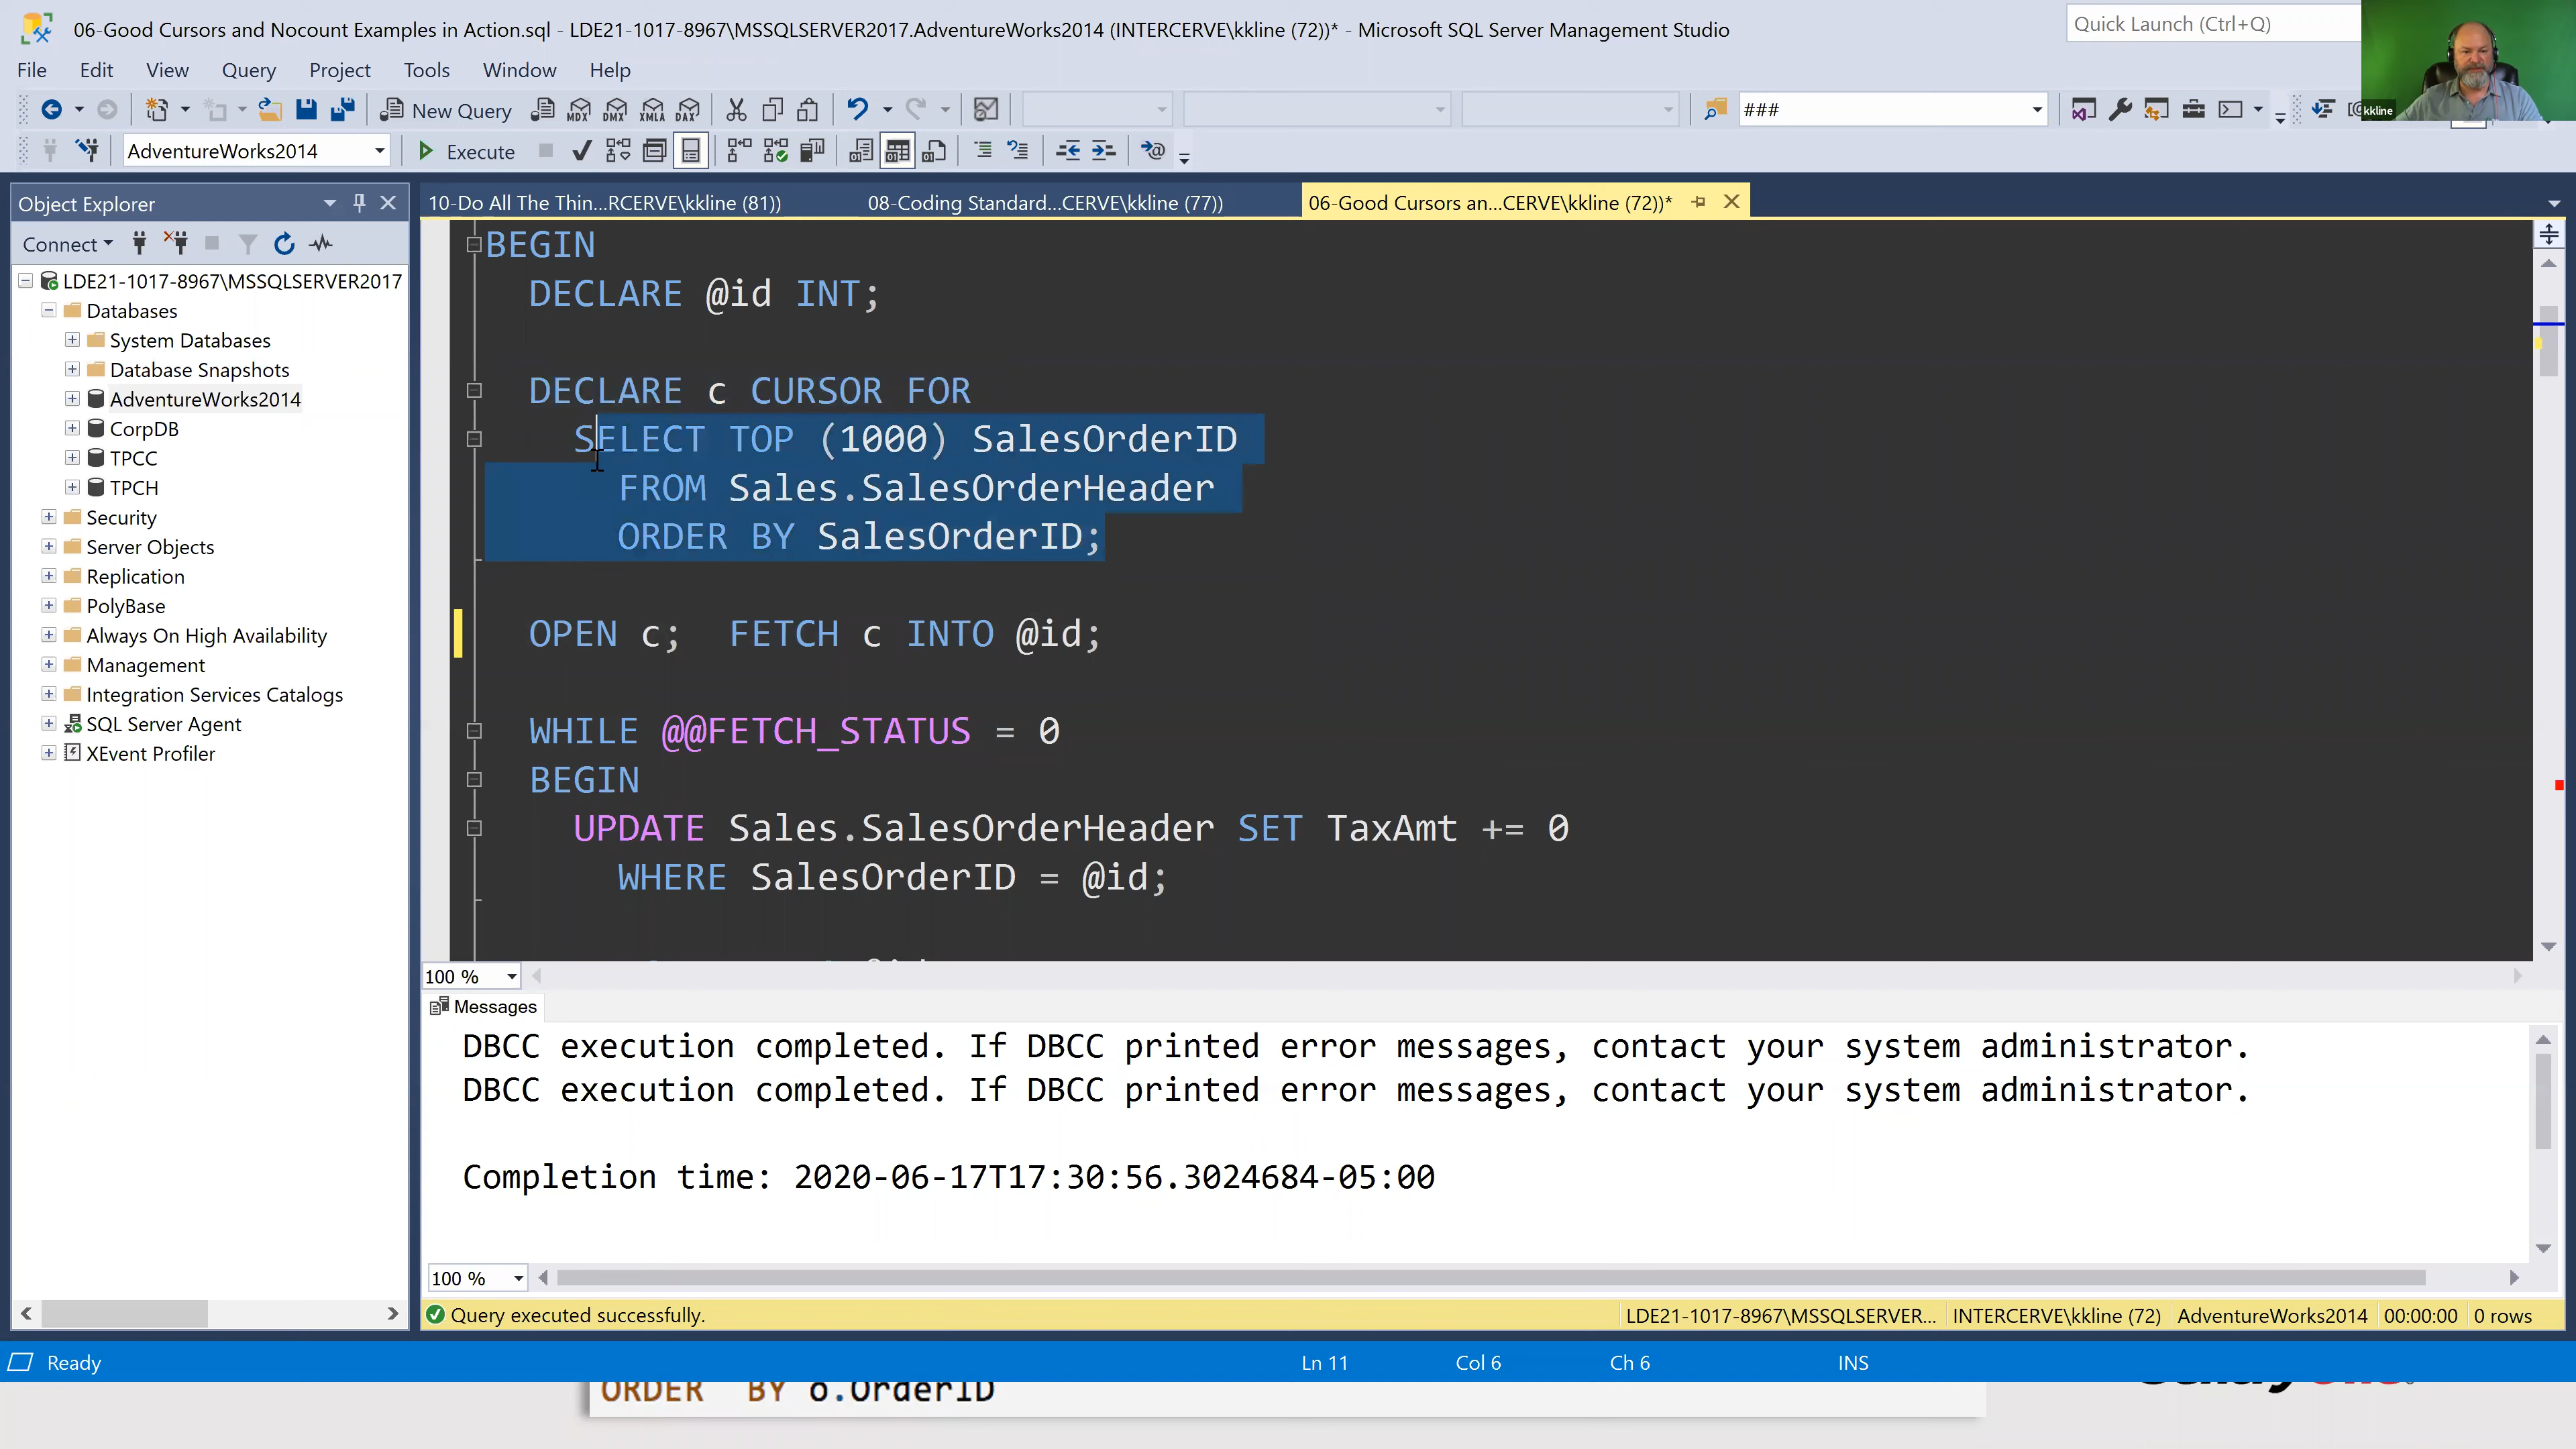 06-Good Cursors and Nocount Examples in Action.sql - LDE21-1017-8967\MSSQLSERVER2017.AdventureWorks2014 (INTERCERVE\kkline (72))* - Microsoft SQL Server Management Studio
Quick Launch (Ctrl+Q)
File Edit View Query Project Tools Window Help
kkline
New Query MDX DMX XMLA DAX ###
AdventureWorks2014 Execute
Object Explorer
10-Do All The Thin...RCERVE\kkline (81)) 08-Coding Standard...CERVE\kkline (77)) 06-Good Cursors an...CERVE\kkline (72))*
Connect
LDE21-1017-8967\MSSQLSERVER2017
Databases
System Databases
Database Snapshots
AdventureWorks2014
CorpDB
TPCC
TPCH
Security
Server Objects
Replication
PolyBase
Always On High Availability
Management
Integration Services Catalogs
SQL Server Agent
XEvent Profiler
BEGIN
DECLARE @id INT;
DECLARE c CURSOR FOR
SELECT TOP (1000) SalesOrderID
FROM Sales.SalesOrderHeader
ORDER BY SalesOrderID;
OPEN c; FETCH c INTO @id;
WHILE @@FETCH_STATUS = 0
BEGIN
UPDATE Sales.SalesOrderHeader SET TaxAmt += 0
WHERE SalesOrderID = @id;
100 %
Messages
DBCC execution completed. If DBCC printed error messages, contact your system administrator.
DBCC execution completed. If DBCC printed error messages, contact your system administrator.
Completion time: 2020-06-17T17:30:56.3024684-05:00
100 %
Query executed successfully. LDE21-1017-8967\MSSQLSERVER... INTERCERVE\kkline (72) AdventureWorks2014 00:00:00 0 rows
Ready Ln 11 Col 6 Ch 6 INS
ORDER BY o.OrderID